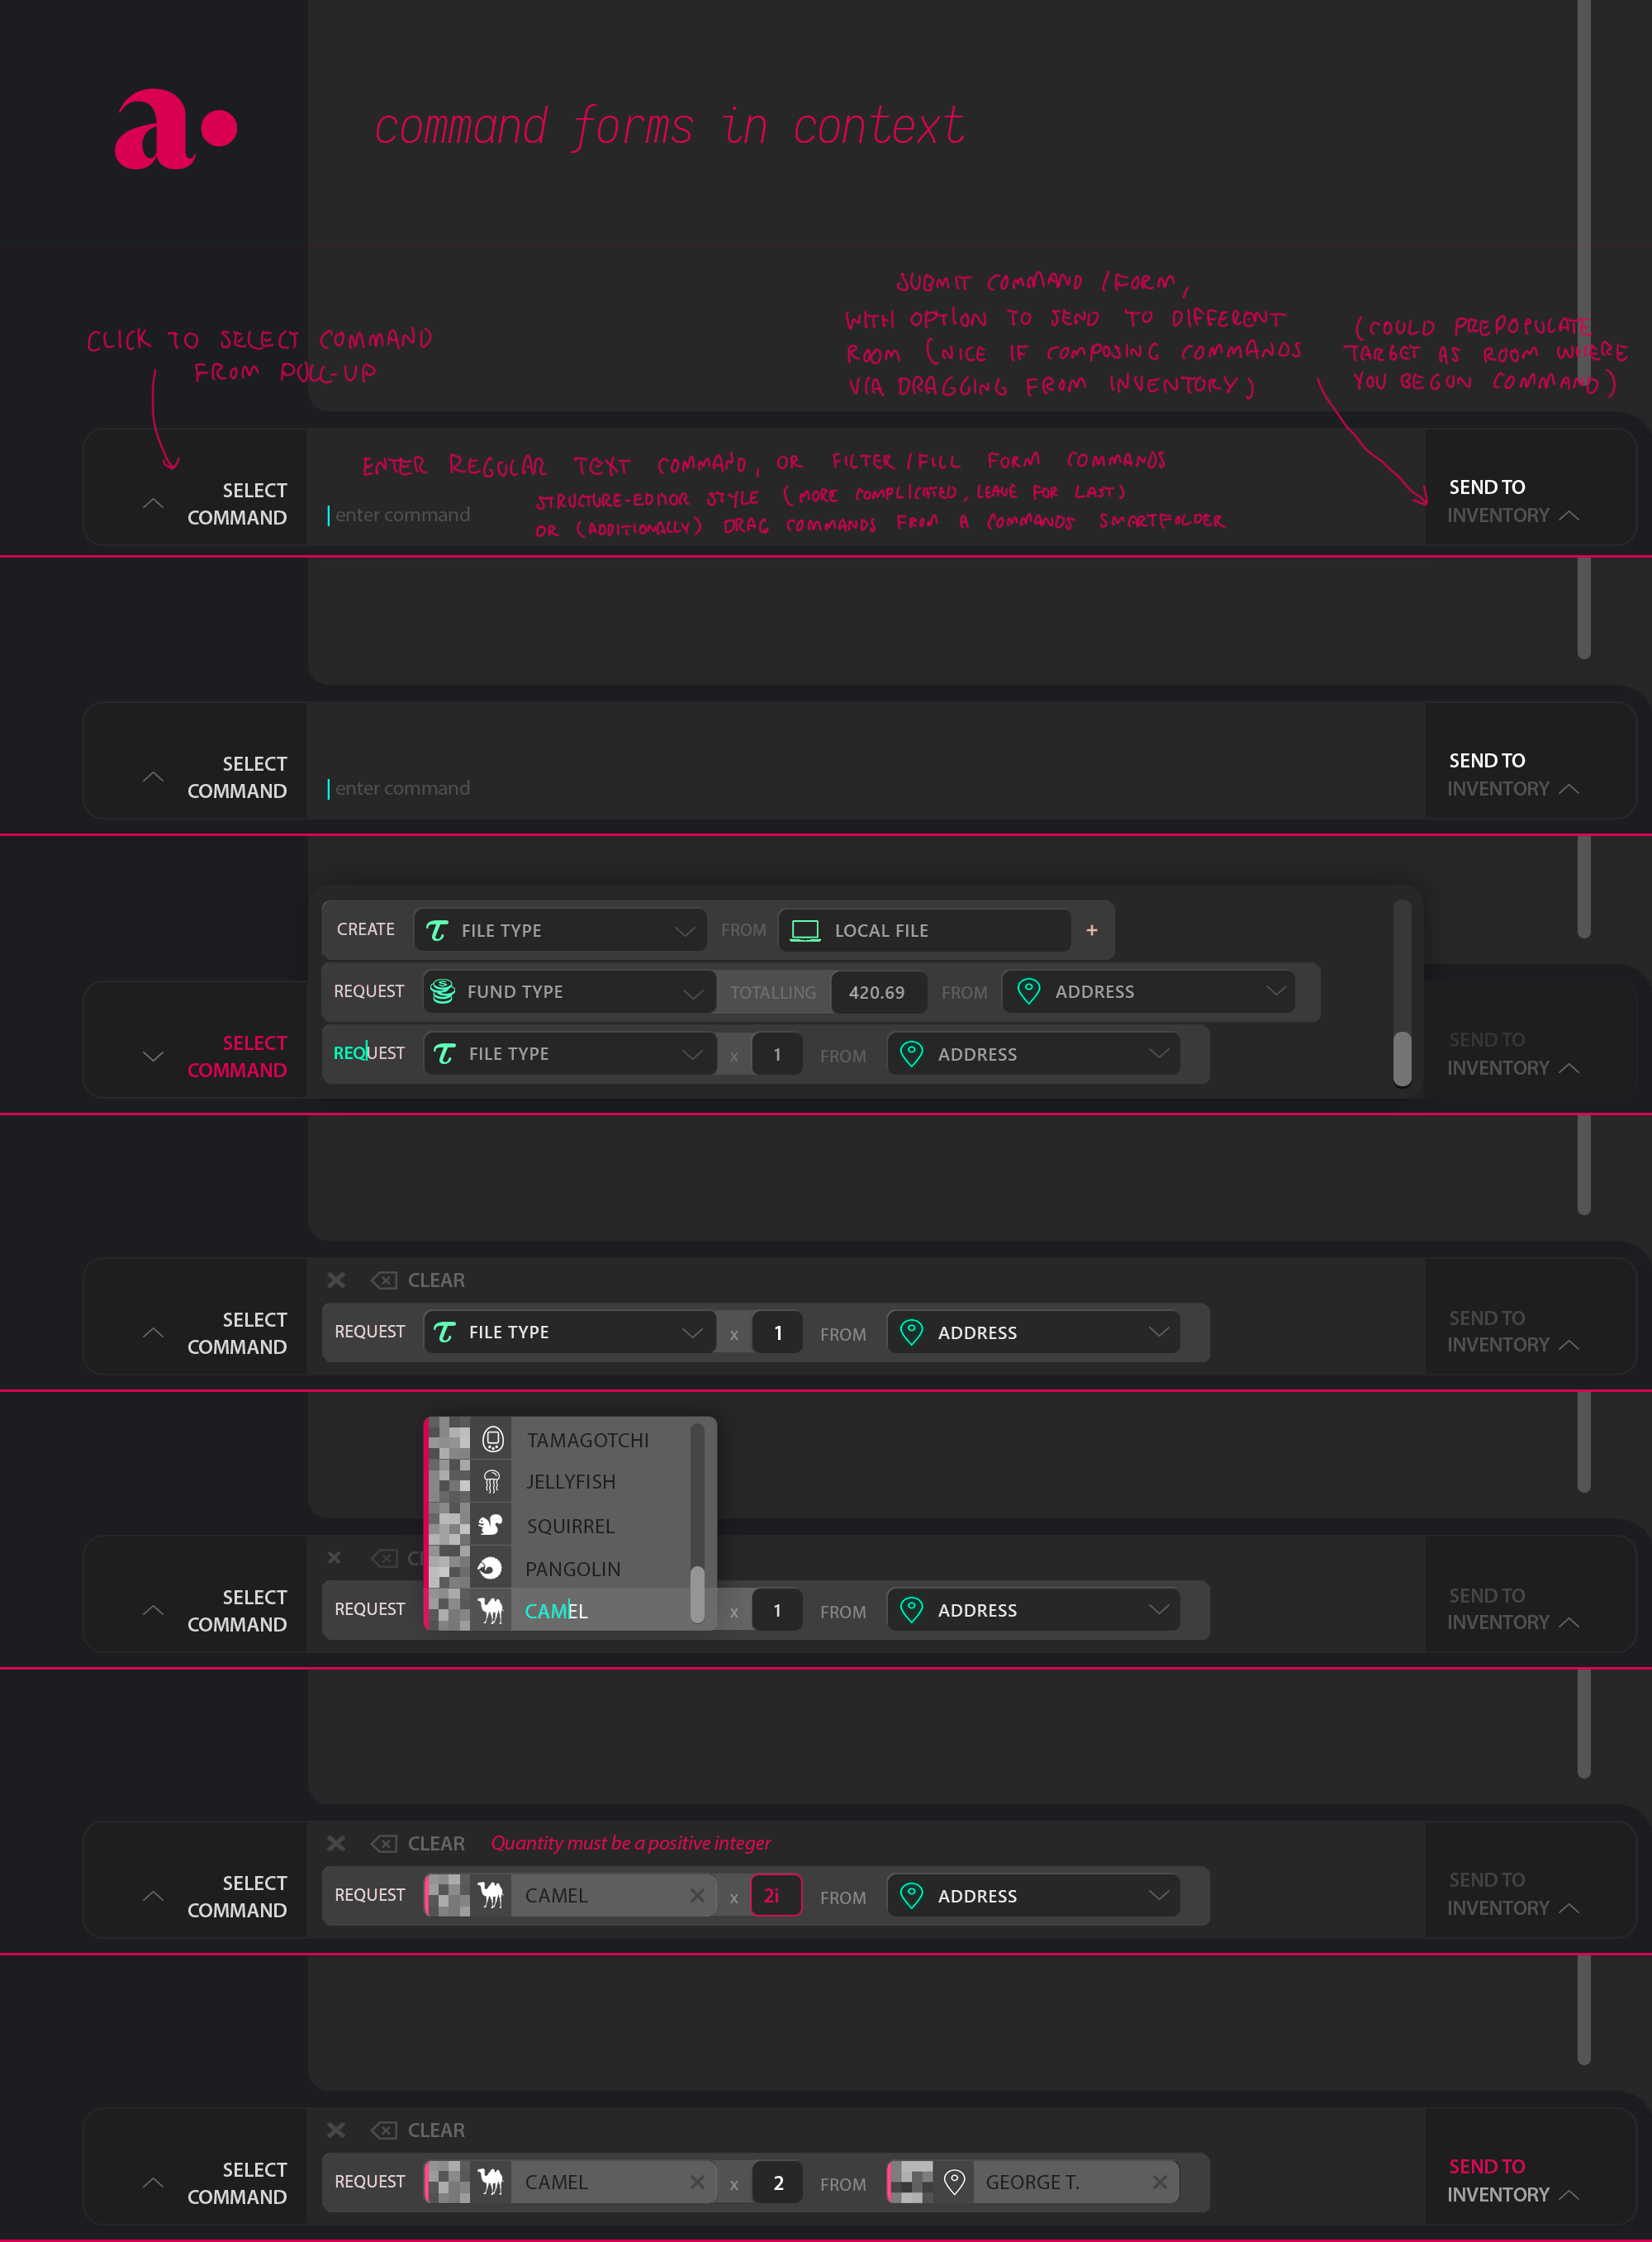 a.
command forms in context
SUBMIT COMMAND / FORM,
WITH OPTION TO SEND TO DIFFERENT
ROOM (NICE IF COMPOSING COMMANDS
VIA DRAGGING FROM INVENTORY)
(COULD PREPOPULATE
TARGET AS ROOM WHERE
YOU BEGUN COMMAND)
CLICK TO SELECT COMMAND
FROM PULL-UP
SELECT
COMMAND
ENTER REGULAR TEXT COMMAND, OR FILTER / FILL FORM COMMANDS
STRUCTURE-EDITOR STYLE (MORE COMPLICATED, LEAVE FOR LAST)
OR (ADDITIONALLY) DRAG COMMANDS FROM A COMMANDS SMARTFOLDER
enter command
SEND TO
INVENTORY
SELECT
COMMAND
enter command
SEND TO
INVENTORY
CREATE τ FILE TYPE FROM LOCAL FILE +
REQUEST FUND TYPE TOTALLING 420.69 FROM ADDRESS
REQUEST τ FILE TYPE x 1 FROM ADDRESS
SELECT
COMMAND
SEND TO
INVENTORY
CLEAR
SELECT
COMMAND
REQUEST τ FILE TYPE x 1 FROM ADDRESS
SEND TO
INVENTORY
TAMAGOTCHI
JELLYFISH
SQUIRREL
PANGOLIN
CAMEL
CL
SELECT
COMMAND
REQUEST x 1 FROM ADDRESS
SEND TO
INVENTORY
CLEAR Quantity must be a positive integer
SELECT
COMMAND
REQUEST CAMEL x 2i FROM ADDRESS
SEND TO
INVENTORY
CLEAR
SELECT
COMMAND
REQUEST CAMEL x 2 FROM GEORGE T.
SEND TO
INVENTORY